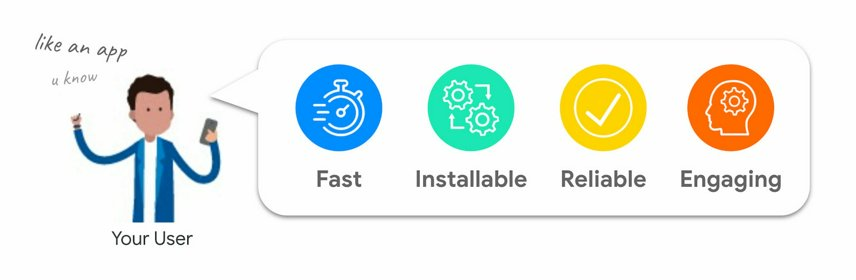 like an app
u know
Fast
Installable
Reliable
Engaging
Your User